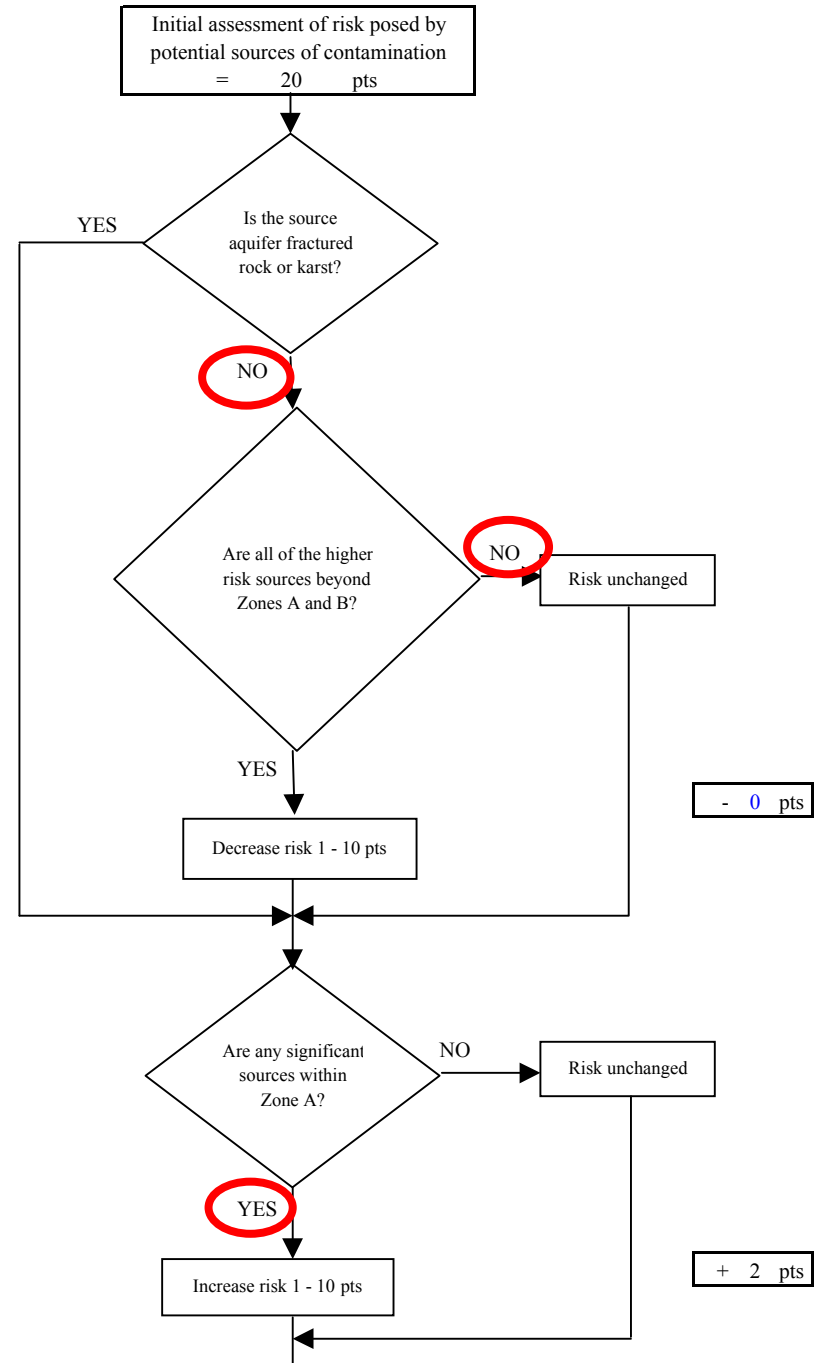 Initial assessment of risk posed by
potential sources of contamination
= 20 pts
YES
Is the source
aquifer fractured
rock or karst?
NO
Are all of the higher
risk sources beyond
Zones A and B?
NO
Risk unchanged
YES
- 0 pts
Decrease risk 1 - 10 pts
Are any significant
sources within
Zone A?
NO
Risk unchanged
YES
+ 2 pts
Increase risk 1 - 10 pts